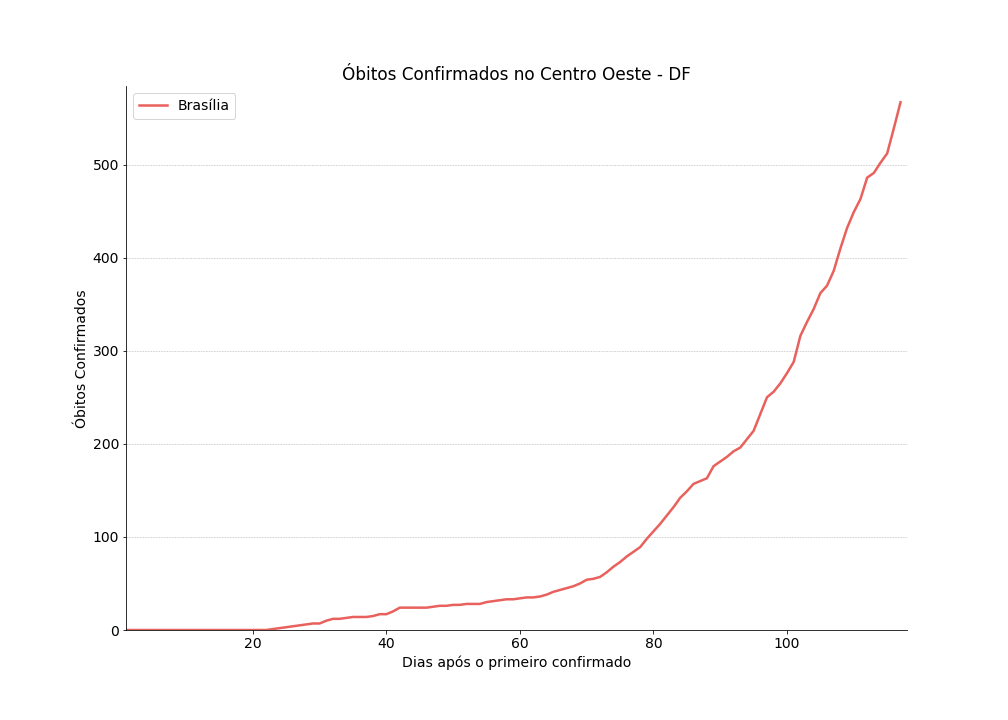 Óbitos Confirmados no Centro Oeste - DF
Brasília
500
400
300
200
100
0
Óbitos Confirmados
20 40 60 80 100
Dias após o primeiro confirmado